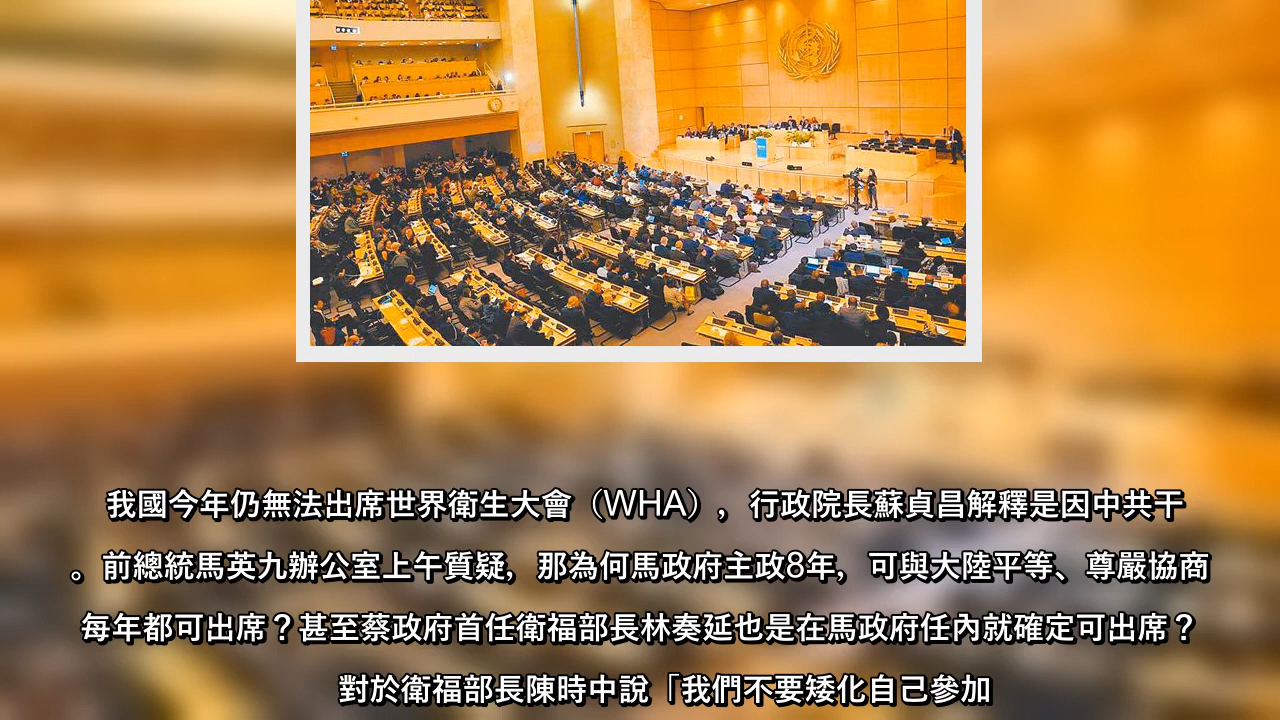 我國今年仍無法出席世界衛生大會（WHA），行政院長蘇貞昌解釋是因中共干
。前總統馬英九辦公室上午質疑，那為何馬政府主政8年，可與大陸平等、尊嚴協商
每年都可出席？甚至蔡政府首任衛福部長林奏延也是在馬政府任內就確定可出席？
對於衛福部長陳時中說「我們不要矮化自己參加